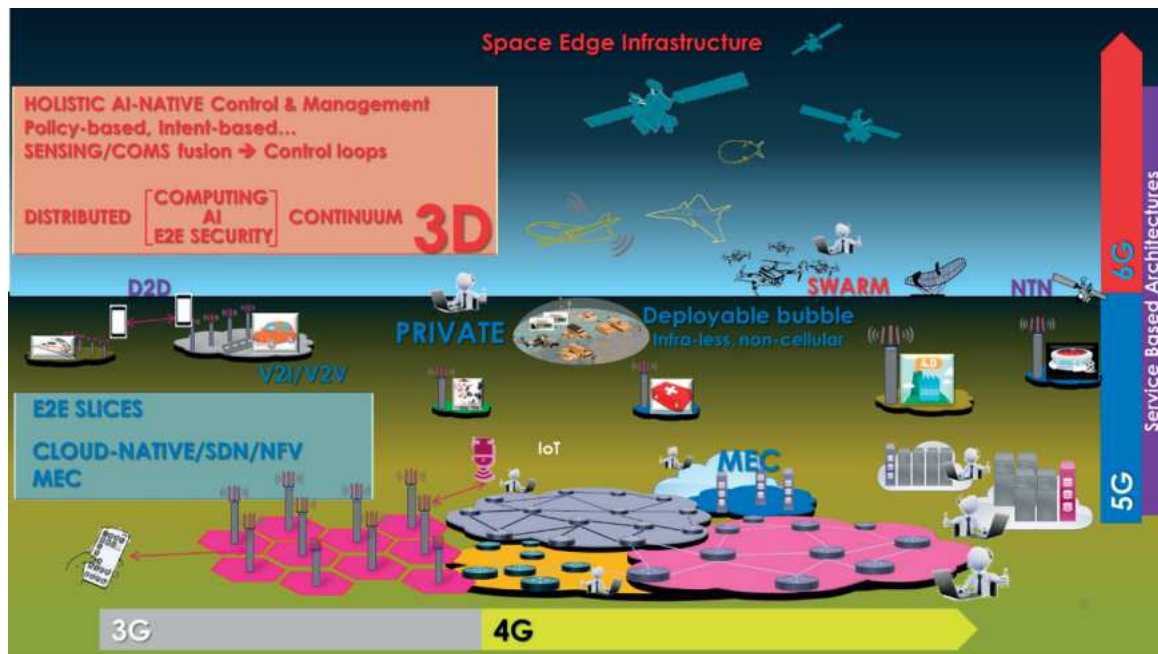 Space Edge Infrastructure
HOLISTIC AI-NATIVE Control & Management
Policy-based, Intent-based...
SENSING/COMS fusion ➔ Control loops
DISTRIBUTED
COMPUTING
AI
E2E SECURITY
CONTINUUM
3D
6G
Service Based Architectures
D2D
SWARM
NTN
PRIVATE
Deployable bubble
Infra-less, non-cellular
V2I/V2V
4.0
E2E SLICES
CLOUD-NATIVE/SDN/NFV
MEC
IoT
MEC
5G
3G
4G